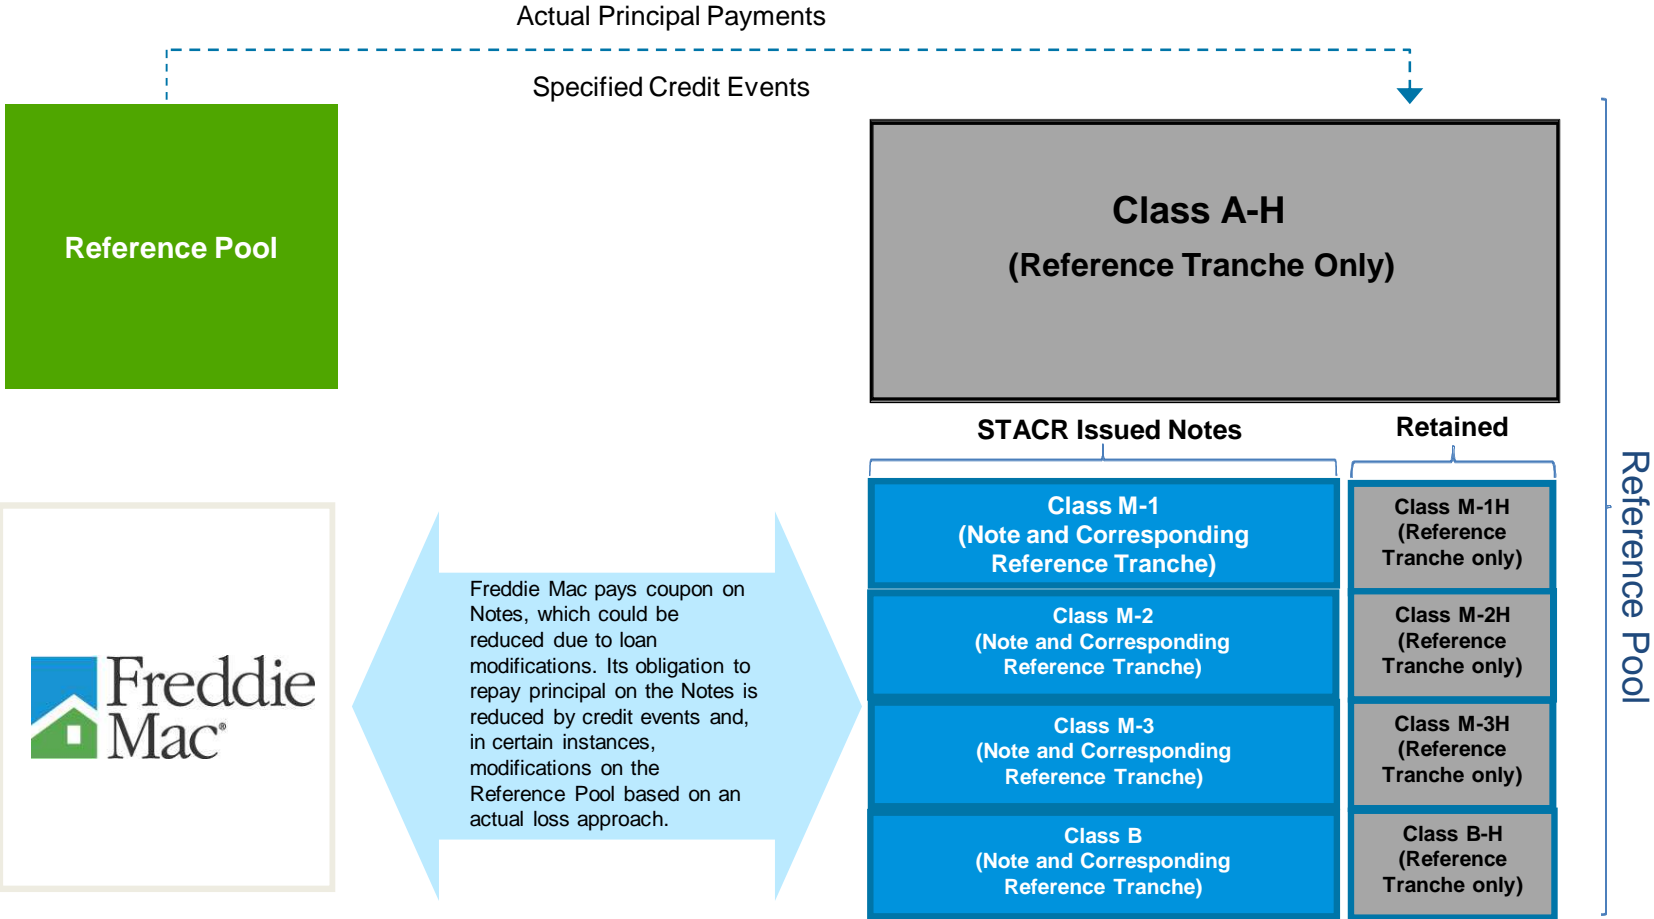 Actual Principal Payments
Specified Credit Events
Reference Pool
Class A-H
(Reference Tranche Only)
STACR Issued Notes
Retained
Class M-1
(Note and Corresponding
Reference Tranche)
Class M-1H
(Reference
Tranche only)
Class M-2
(Note and Corresponding
Reference Tranche)
Class M-2H
(Reference
Tranche only)
Class M-3
(Note and Corresponding
Reference Tranche)
Class M-3H
(Reference
Tranche only)
Class B
(Note and Corresponding
Reference Tranche)
Class B-H
(Reference
Tranche only)
Reference Pool
Freddie
Mac®
Freddie Mac pays coupon on
Notes, which could be
reduced due to loan
modifications. Its obligation to
repay principal on the Notes is
reduced by credit events and,
in certain instances,
modifications on the
Reference Pool based on an
actual loss approach.